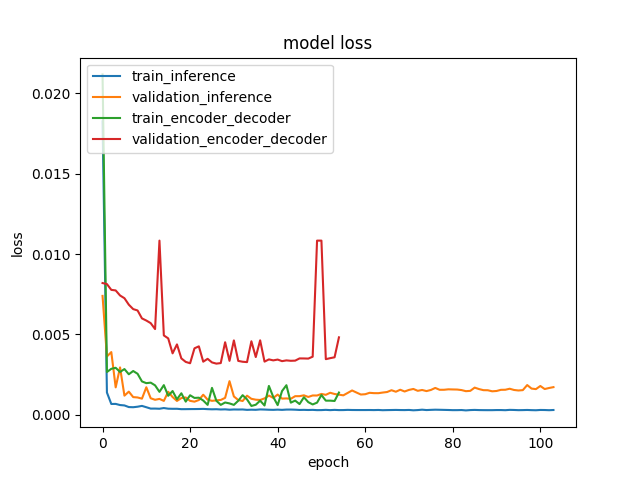 model loss
train_inference
validation_inference
train_encoder_decoder
validation_encoder_decoder
0.020
0.015
0.010
0.005
0.000
loss
0 20 40 60 80 100
epoch